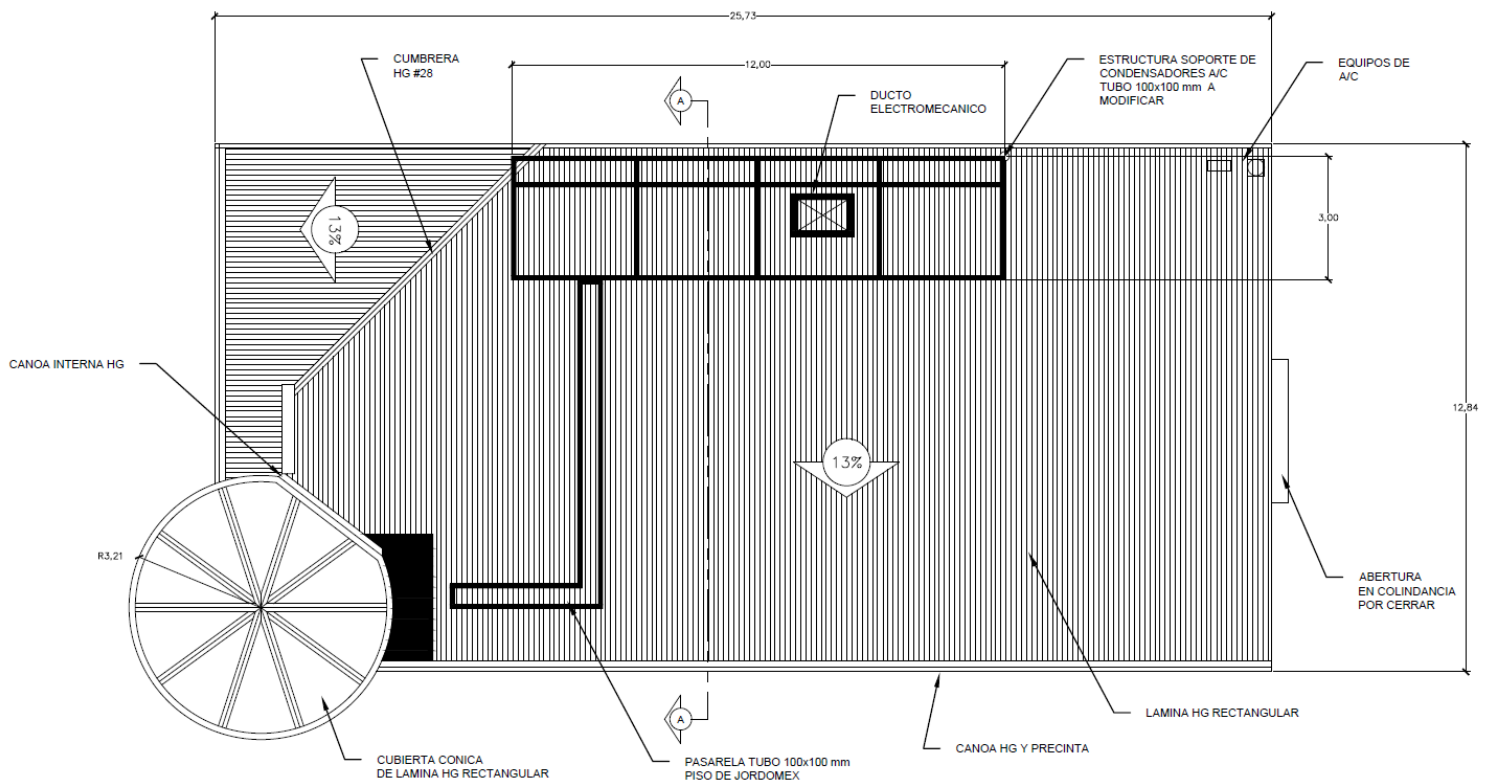 25,73
CUMBRERA
HG #28
12,00
ESTRUCTURA SOPORTE DE
CONDENSADORES A/C
TUBO 100x100 mm A
MODIFICAR
EQUIPOS DE
A/C
A
DUCTO
ELECTROMECANICO
13%
3,00
CANOA INTERNA HG
12,84
13%
R3,21
ABERTURA
EN COLINDANCIA
POR CERRAR
LAMINA HG RECTANGULAR
A
CANOA HG Y PRECINTA
CUBIERTA CONICA
DE LAMINA HG RECTANGULAR
PASARELA TUBO 100x100 mm
PISO DE JORDOMEX